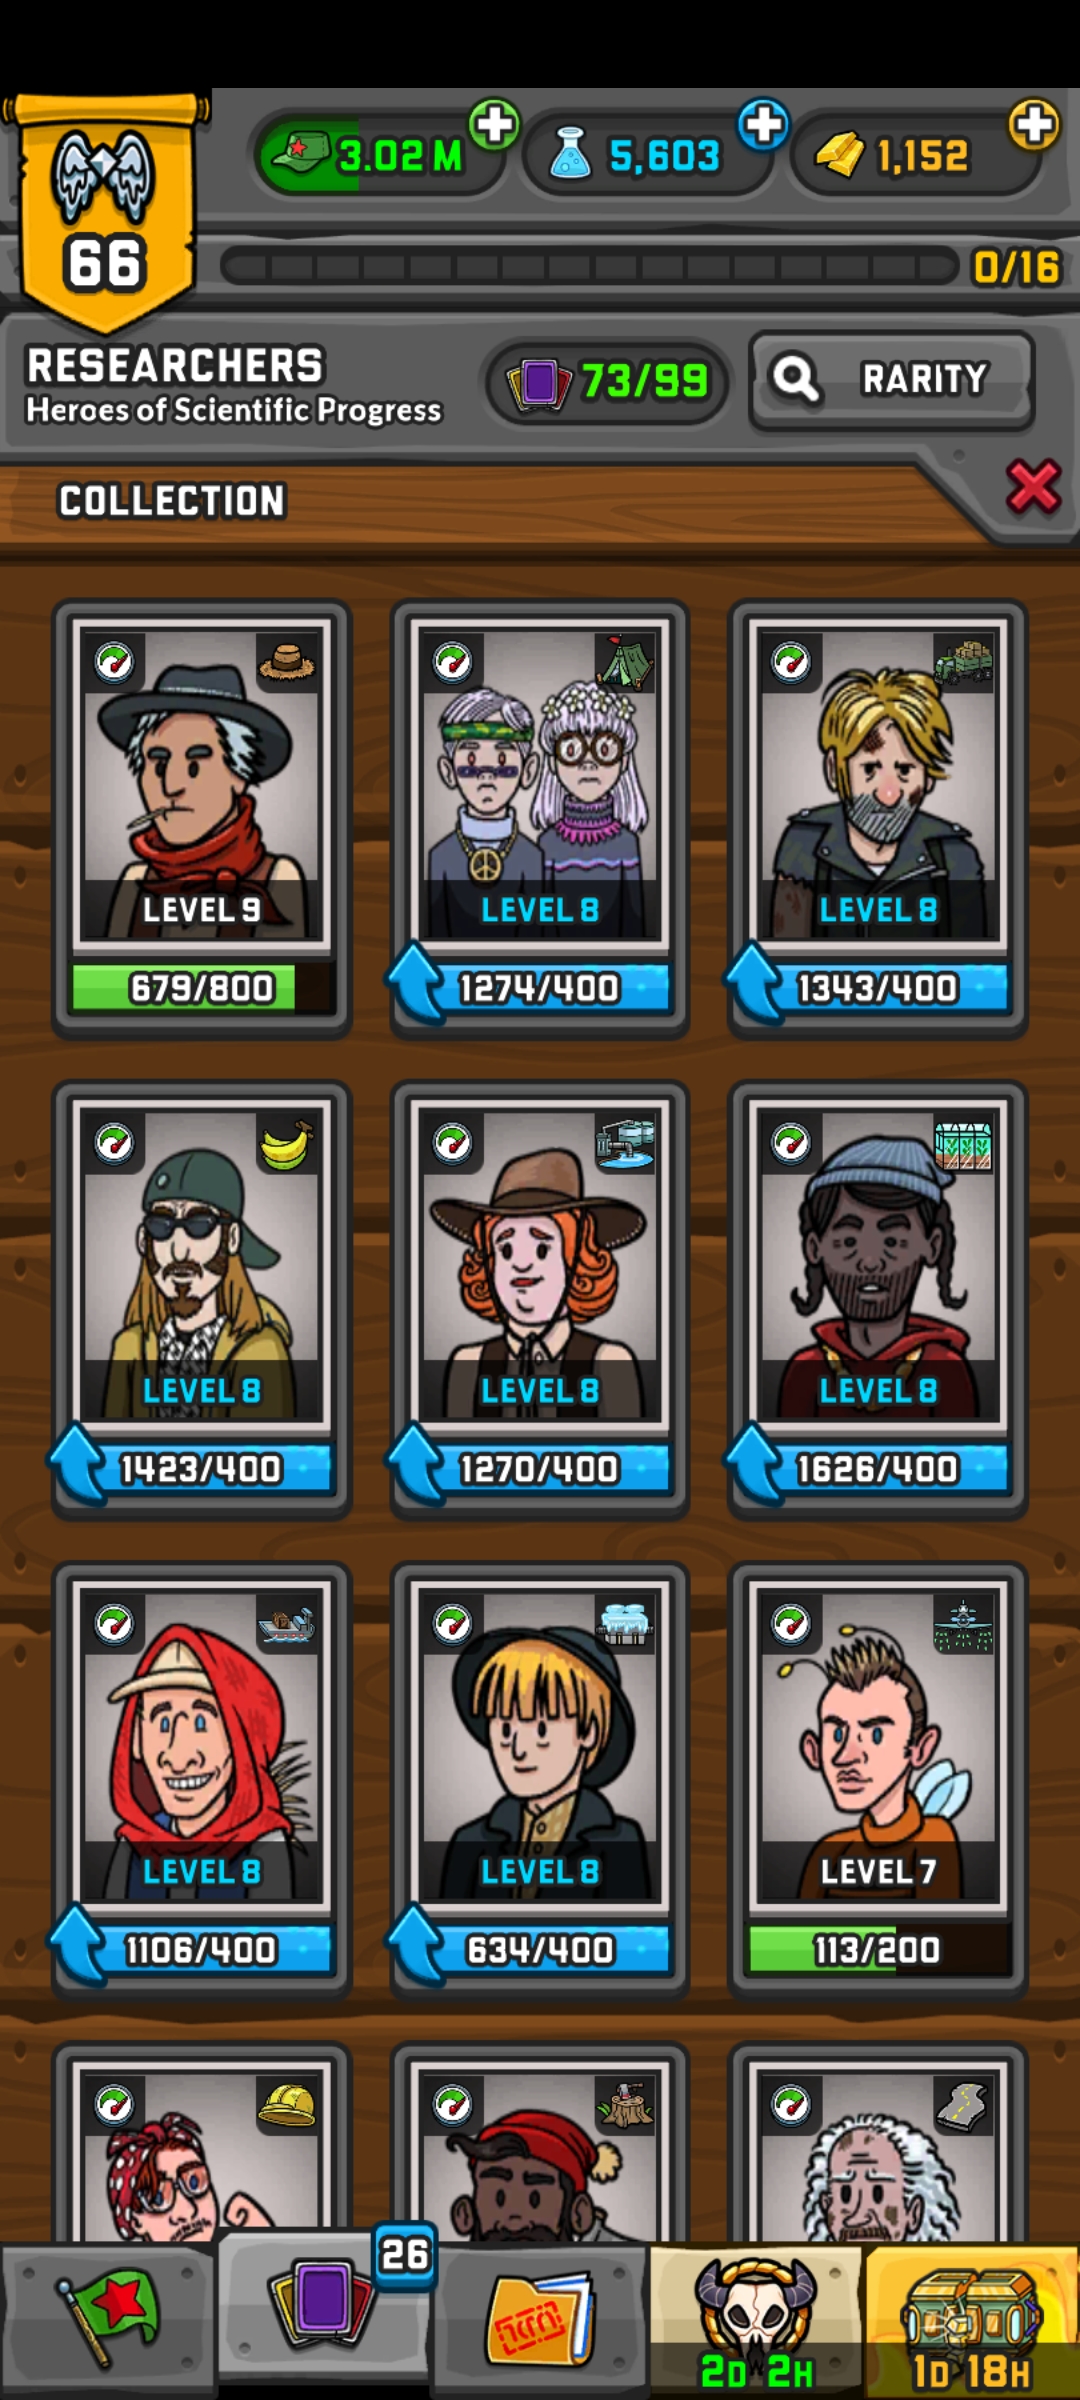 3.02 M
5,603
1,152
66
0/16
RESEARCHERS
Heroes of Scientific Progress
73/99
RARITY
COLLECTION
LEVEL 9
LEVEL 8
LEVEL 8
679/800
1274/400
1343/400
LEVEL 8
LEVEL 8
LEVEL 8
1423/400
1270/400
1626/400
LEVEL 8
LEVEL 8
LEVEL 7
1106/400
634/400
113/200
26
2D 2H
1D 18H